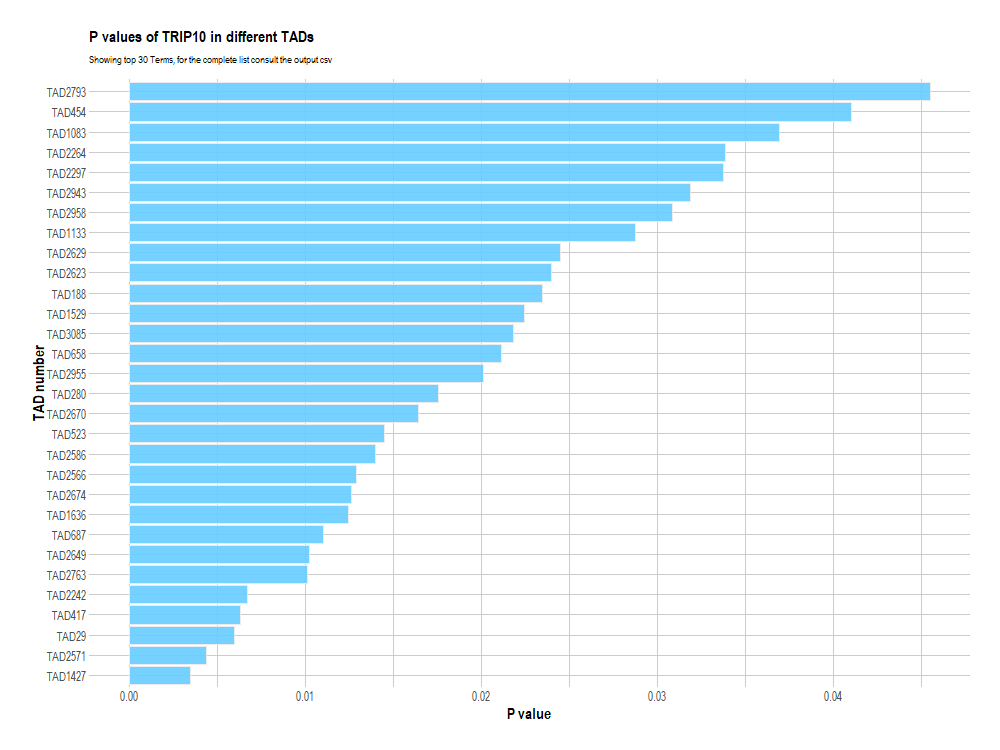 P values of TRIP10 in different TADs
Showing top 30 Terms, for the complete list consult the output csv
TAD number
TAD2793
TAD454
TAD1083
TAD2264
TAD2297
TAD2943
TAD2958
TAD1133
TAD2629
TAD2623
TAD188
TAD1529
TAD3085
TAD658
TAD2955
TAD280
TAD2670
TAD523
TAD2586
TAD2566
TAD2674
TAD1636
TAD687
TAD2649
TAD2763
TAD2242
TAD417
TAD29
TAD2571
TAD1427
0.00 0.01 0.02 0.03 0.04
P value